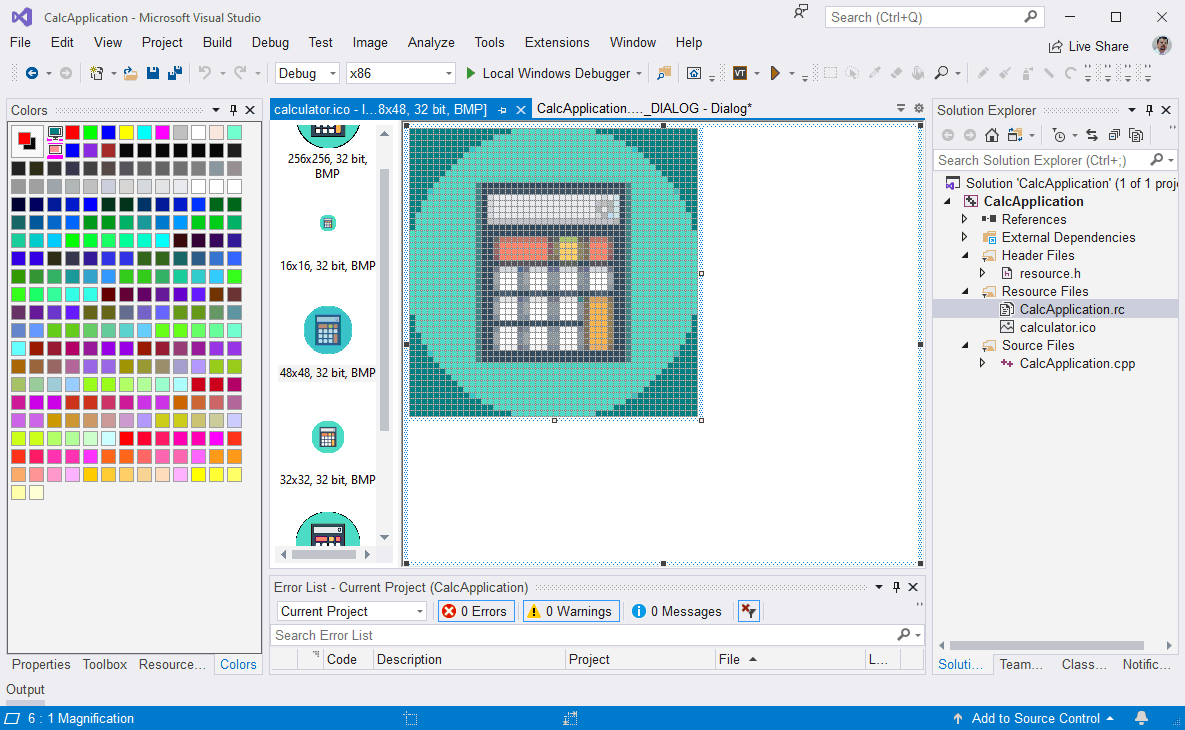 CalcApplication - Microsoft Visual Studio
Search (Ctrl+Q)
File Edit View Project Build Debug Test Image Analyze Tools Extensions Window Help
Live Share
Debug x86 Local Windows Debugger VT
Colors
calculator.ico - I...8x48, 32 bit, BMP] CalcApplication...._DIALOG - Dialog*
256x256, 32 bit,
BMP
16x16, 32 bit, BMP
48x48, 32 bit, BMP
32x32, 32 bit, BMP
Solution Explorer
Search Solution Explorer (Ctrl+;)
Solution 'CalcApplication' (1 of 1 proj
CalcApplication
References
External Dependencies
Header Files
resource.h
Resource Files
CalcApplication.rc
calculator.ico
Source Files
CalcApplication.cpp
Error List - Current Project (CalcApplication)
Current Project 0 Errors 0 Warnings 0 Messages
Search Error List
Code Description Project File L...
Properties Toolbox Resource... Colors
Soluti... Team... Class... Notific...
Output
6 : 1 Magnification
Add to Source Control